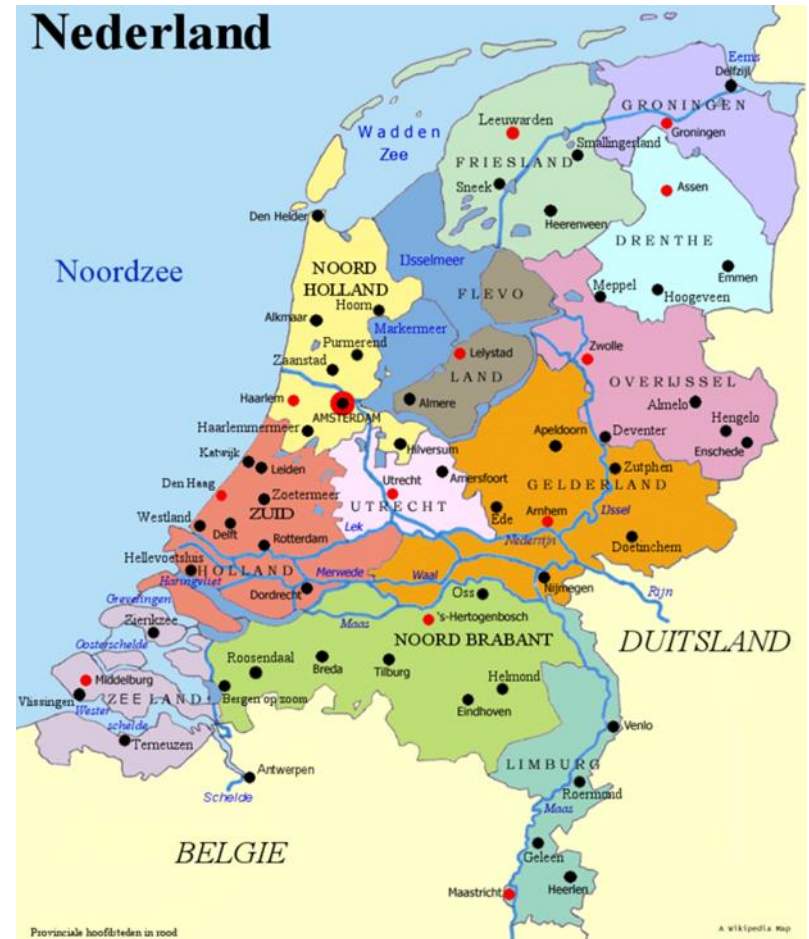 Nederland
Eems
Delfzijl
GRONINGEN
Groningen
Leeuwarden
Wadden
Zee
FRIESLAND
Smallingerland
Sneek
Assen
Heerenveen
Den Helder
DRENTHE
Noordzee
IJsselmeer
NOORD
HOLLAND
Emmen
Meppel
Hoogeveen
FLEVO
Hoorn
Alkmaar
Markermeer
Purmerend
Zaanstad
Lelystad
Zwolle
LAND
OVERIJSSEL
Haarlem
Almere
Almelo
AMSTERDAM
Hengelo
Haarlemmermeer
Apeldoorn
Deventer
Enschede
Hilversum
Katwijk
Leiden
Amersfoort
Zutphen
Den Haag
Utrecht
GELDERLAND
Zoetermeer
UTRECHT
Ede
Arnhem
IJssel
ZUID
Westland
Delft
Lek
Rotterdam
Nederrijn
Doetinchem
Hellevoetsluis
HOLLAND
Merwede
Waal
Haringvliet
Nijmegen
Rijn
Grevelingen
Dordrecht
Oss
Zienkzee
Maas
's-Hertogenbosch
NOORD BRABANT
DUITSLAND
Oosterschelde
Roosendaal
Breda
Tilburg
Helmond
Middelburg
Bergen op zoom
Vlissingen
ZEELAND
Eindhoven
Wester
schelde
Venlo
Terneuzen
LIMBURG
Antwerpen
Roermond
Schelde
Maas
BELGIE
Geleen
Heerlen
Maastricht
Provinciale hoofdsteden in rood
A Wikipedia Map